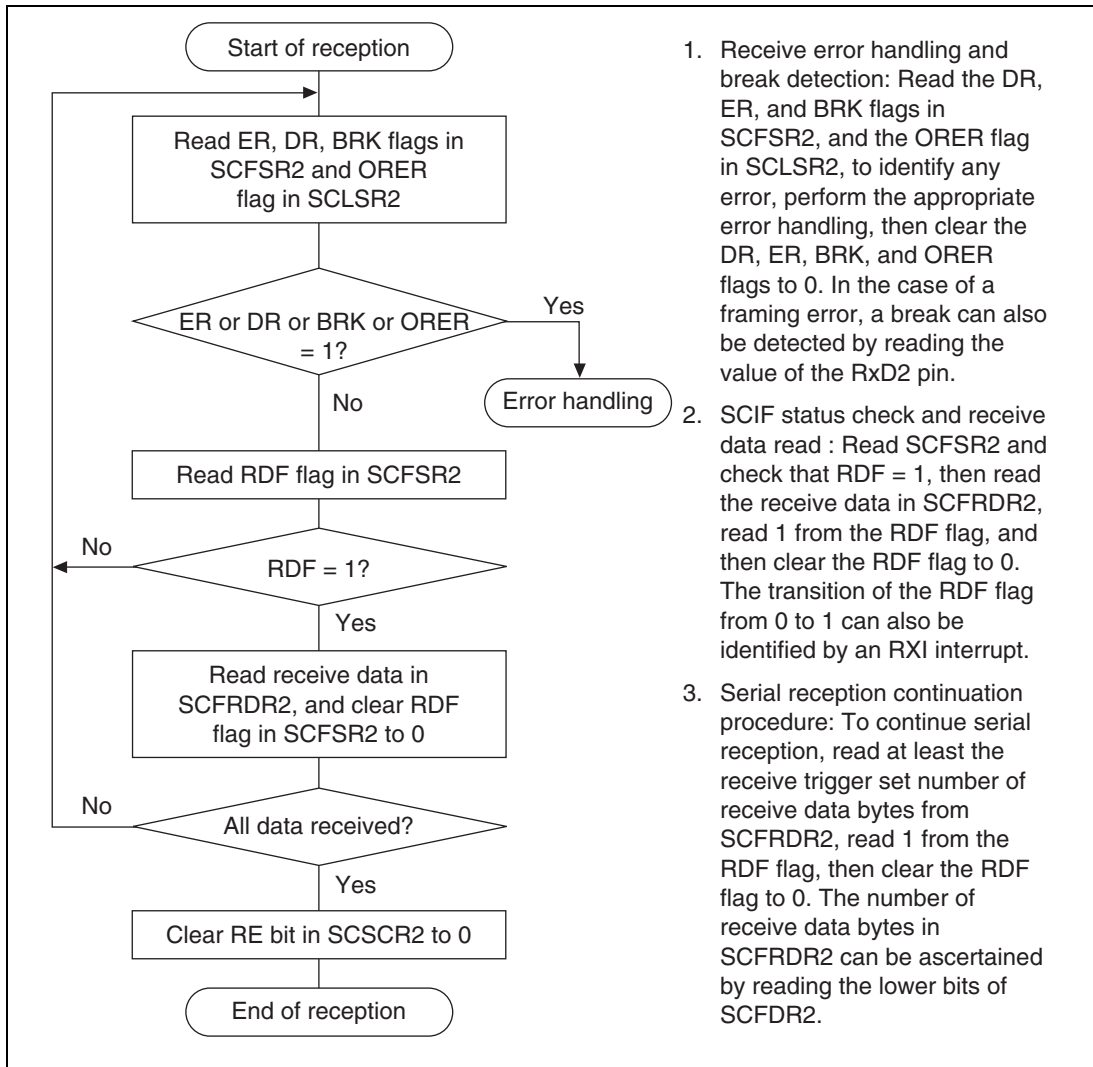 Start of reception
Read ER, DR, BRK flags in
SCFSR2 and ORER
flag in SCLSR2
ER or DR or BRK or ORER
= 1?
Yes
Error handling
No
Read RDF flag in SCFSR2
No
RDF = 1?
Yes
Read receive data in
SCFRDR2, and clear RDF
flag in SCFSR2 to 0
No
All data received?
Yes
Clear RE bit in SCSCR2 to 0
End of reception
1. Receive error handling and
break detection: Read the DR,
ER, and BRK flags in
SCFSR2, and the ORER flag
in SCLSR2, to identify any
error, perform the appropriate
error handling, then clear the
DR, ER, BRK, and ORER
flags to 0. In the case of a
framing error, a break can also
be detected by reading the
value of the RxD2 pin.
2. SCIF status check and receive
data read : Read SCFSR2 and
check that RDF = 1, then read
the receive data in SCFRDR2,
read 1 from the RDF flag, and
then clear the RDF flag to 0.
The transition of the RDF flag
from 0 to 1 can also be
identified by an RXI interrupt.
3. Serial reception continuation
procedure: To continue serial
reception, read at least the
receive trigger set number of
receive data bytes from
SCFRDR2, read 1 from the
RDF flag, then clear the RDF
flag to 0. The number of
receive data bytes in
SCFRDR2 can be ascertained
by reading the lower bits of
SCFDR2.